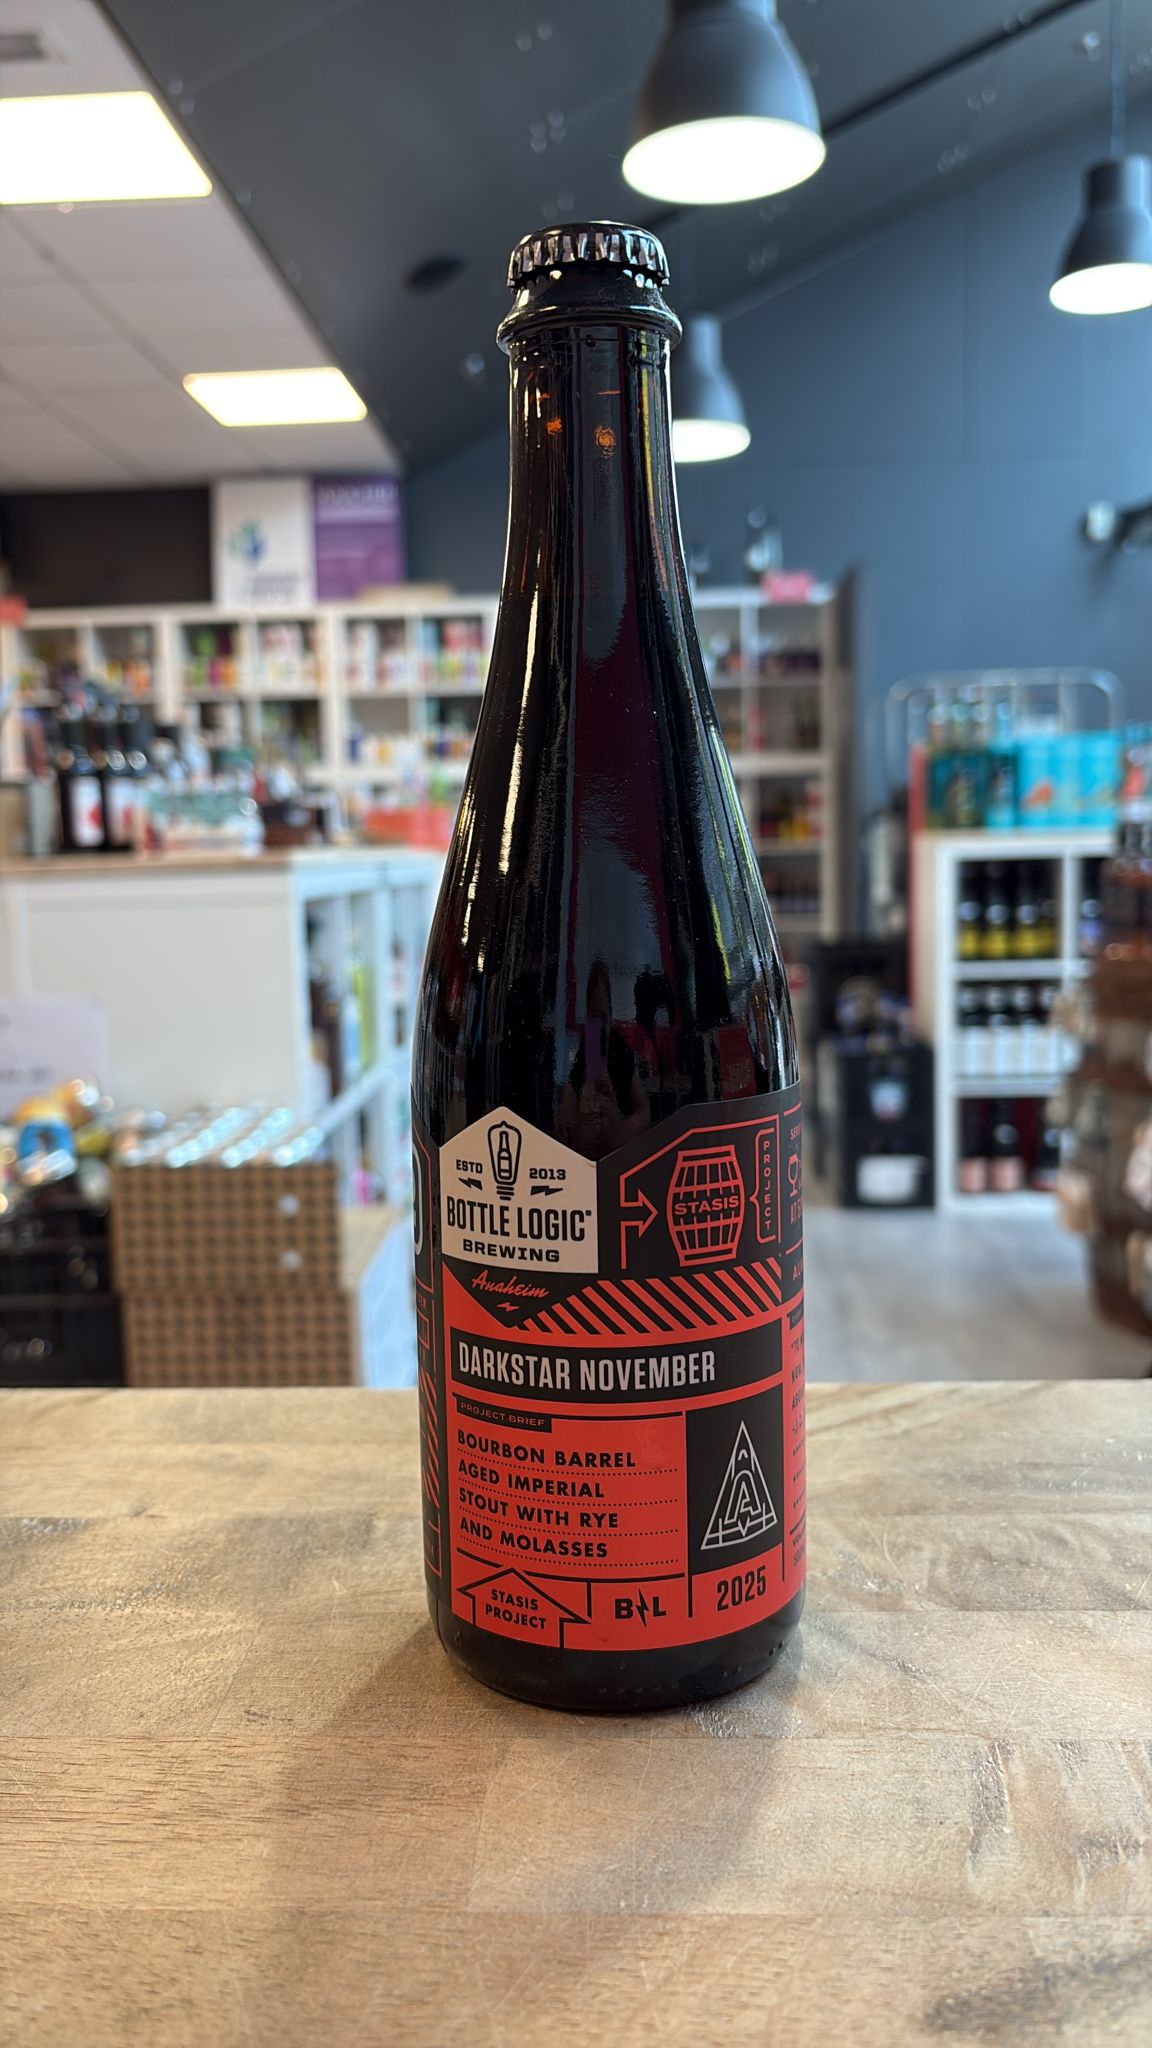 ESTD 2013
BOTTLE LOGIC®
BREWING
Anaheim
STASIS
PROJECT
DARKSTAR NOVEMBER
PROJECT BRIEF
BOURBON BARREL
AGED IMPERIAL
STOUT WITH RYE
AND MOLASSES
STASIS
PROJECT
B L
2025